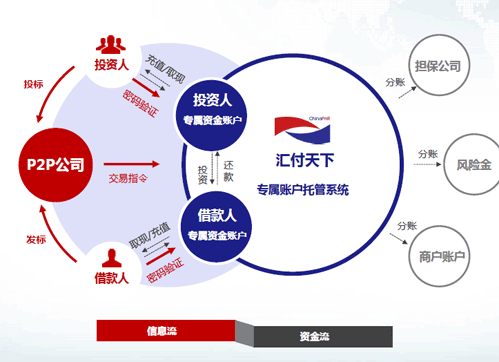 投资人
充值/取现
密码验证
投标
投资人
专属资金账户
ChinaPnR
汇付天下
专属账户托管系统
P2P公司
交易指令
投资
还款
借款人
专属资金账户
发标
取现/充值
密码验证
借款人
分账
担保公司
分账
风险金
分账
商户账户
信息流
资金流